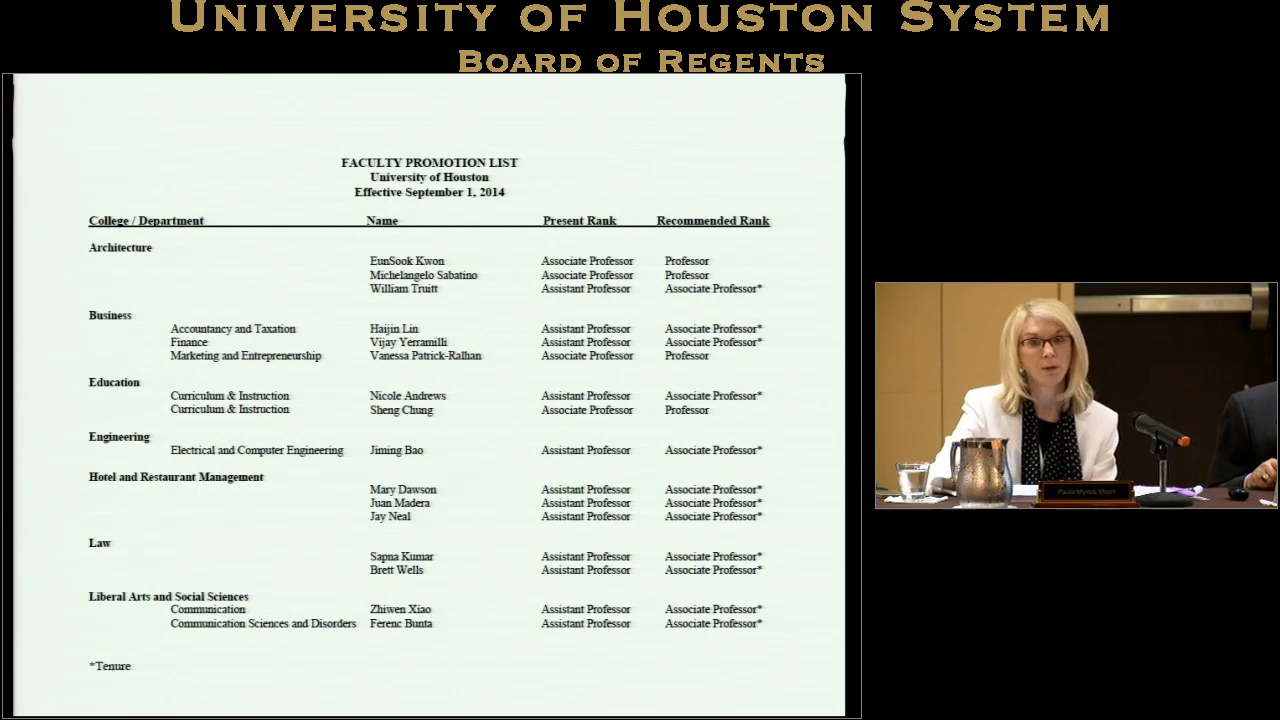 University of Houston System
Board of Regents
FACULTY PROMOTION LIST
University of Houston
Effective September 1, 2014
College / Department Name Present Rank Recommended Rank
Architecture
EunSook Kwon Associate Professor Professor
Michelangelo Sabatino Associate Professor Professor
William Truitt Assistant Professor Associate Professor*
Business
Accountancy and Taxation Haijin Lin Assistant Professor Associate Professor*
Finance Vijay Yerramilli Assistant Professor Associate Professor*
Marketing and Entrepreneurship Vanessa Patrick-Ralhan Associate Professor Professor
Education
Curriculum & Instruction Nicole Andrews Assistant Professor Associate Professor*
Curriculum & Instruction Sheng Chung Associate Professor Professor
Engineering
Electrical and Computer Engineering Jiming Bao Assistant Professor Associate Professor*
Hotel and Restaurant Management
Mary Dawson Assistant Professor Associate Professor*
Juan Madera Assistant Professor Associate Professor*
Jay Neal Assistant Professor Associate Professor*
Law
Sapna Kumar Assistant Professor Associate Professor*
Brett Wells Assistant Professor Associate Professor*
Liberal Arts and Social Sciences
Communication Zhiwen Xiao Assistant Professor Associate Professor*
Communication Sciences and Disorders Ferenc Bunta Assistant Professor Associate Professor*
*Tenure
Paula Myrick Short